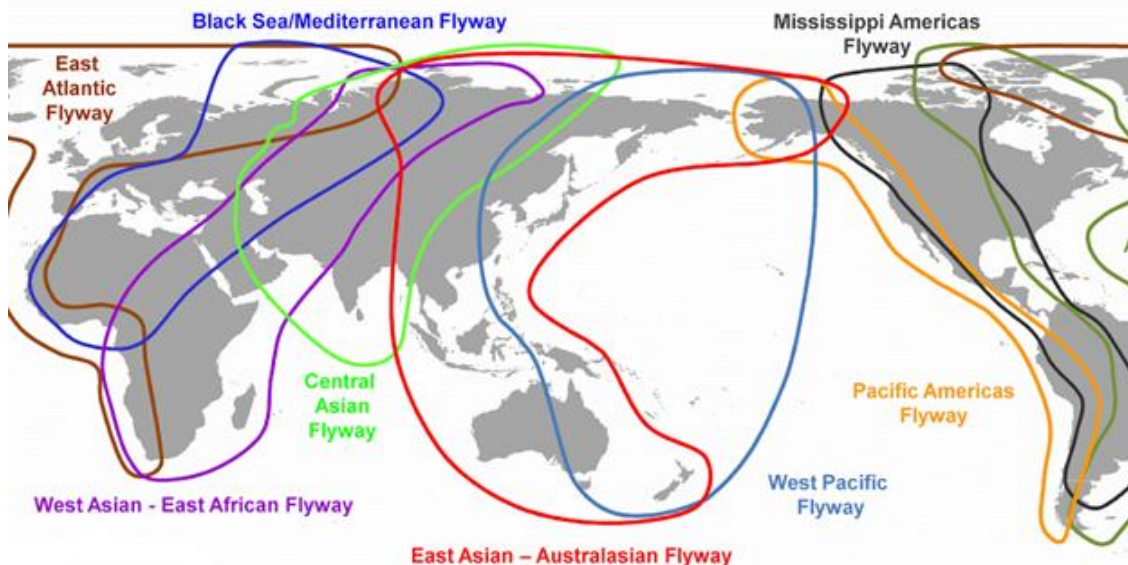 Black Sea/Mediterranean Flyway
Mississippi Americas
Flyway
East
Atlantic
Flyway
Central
Asian
Flyway
Pacific Americas
Flyway
West Asian - East African Flyway
West Pacific
Flyway
East Asian – Australasian Flyway